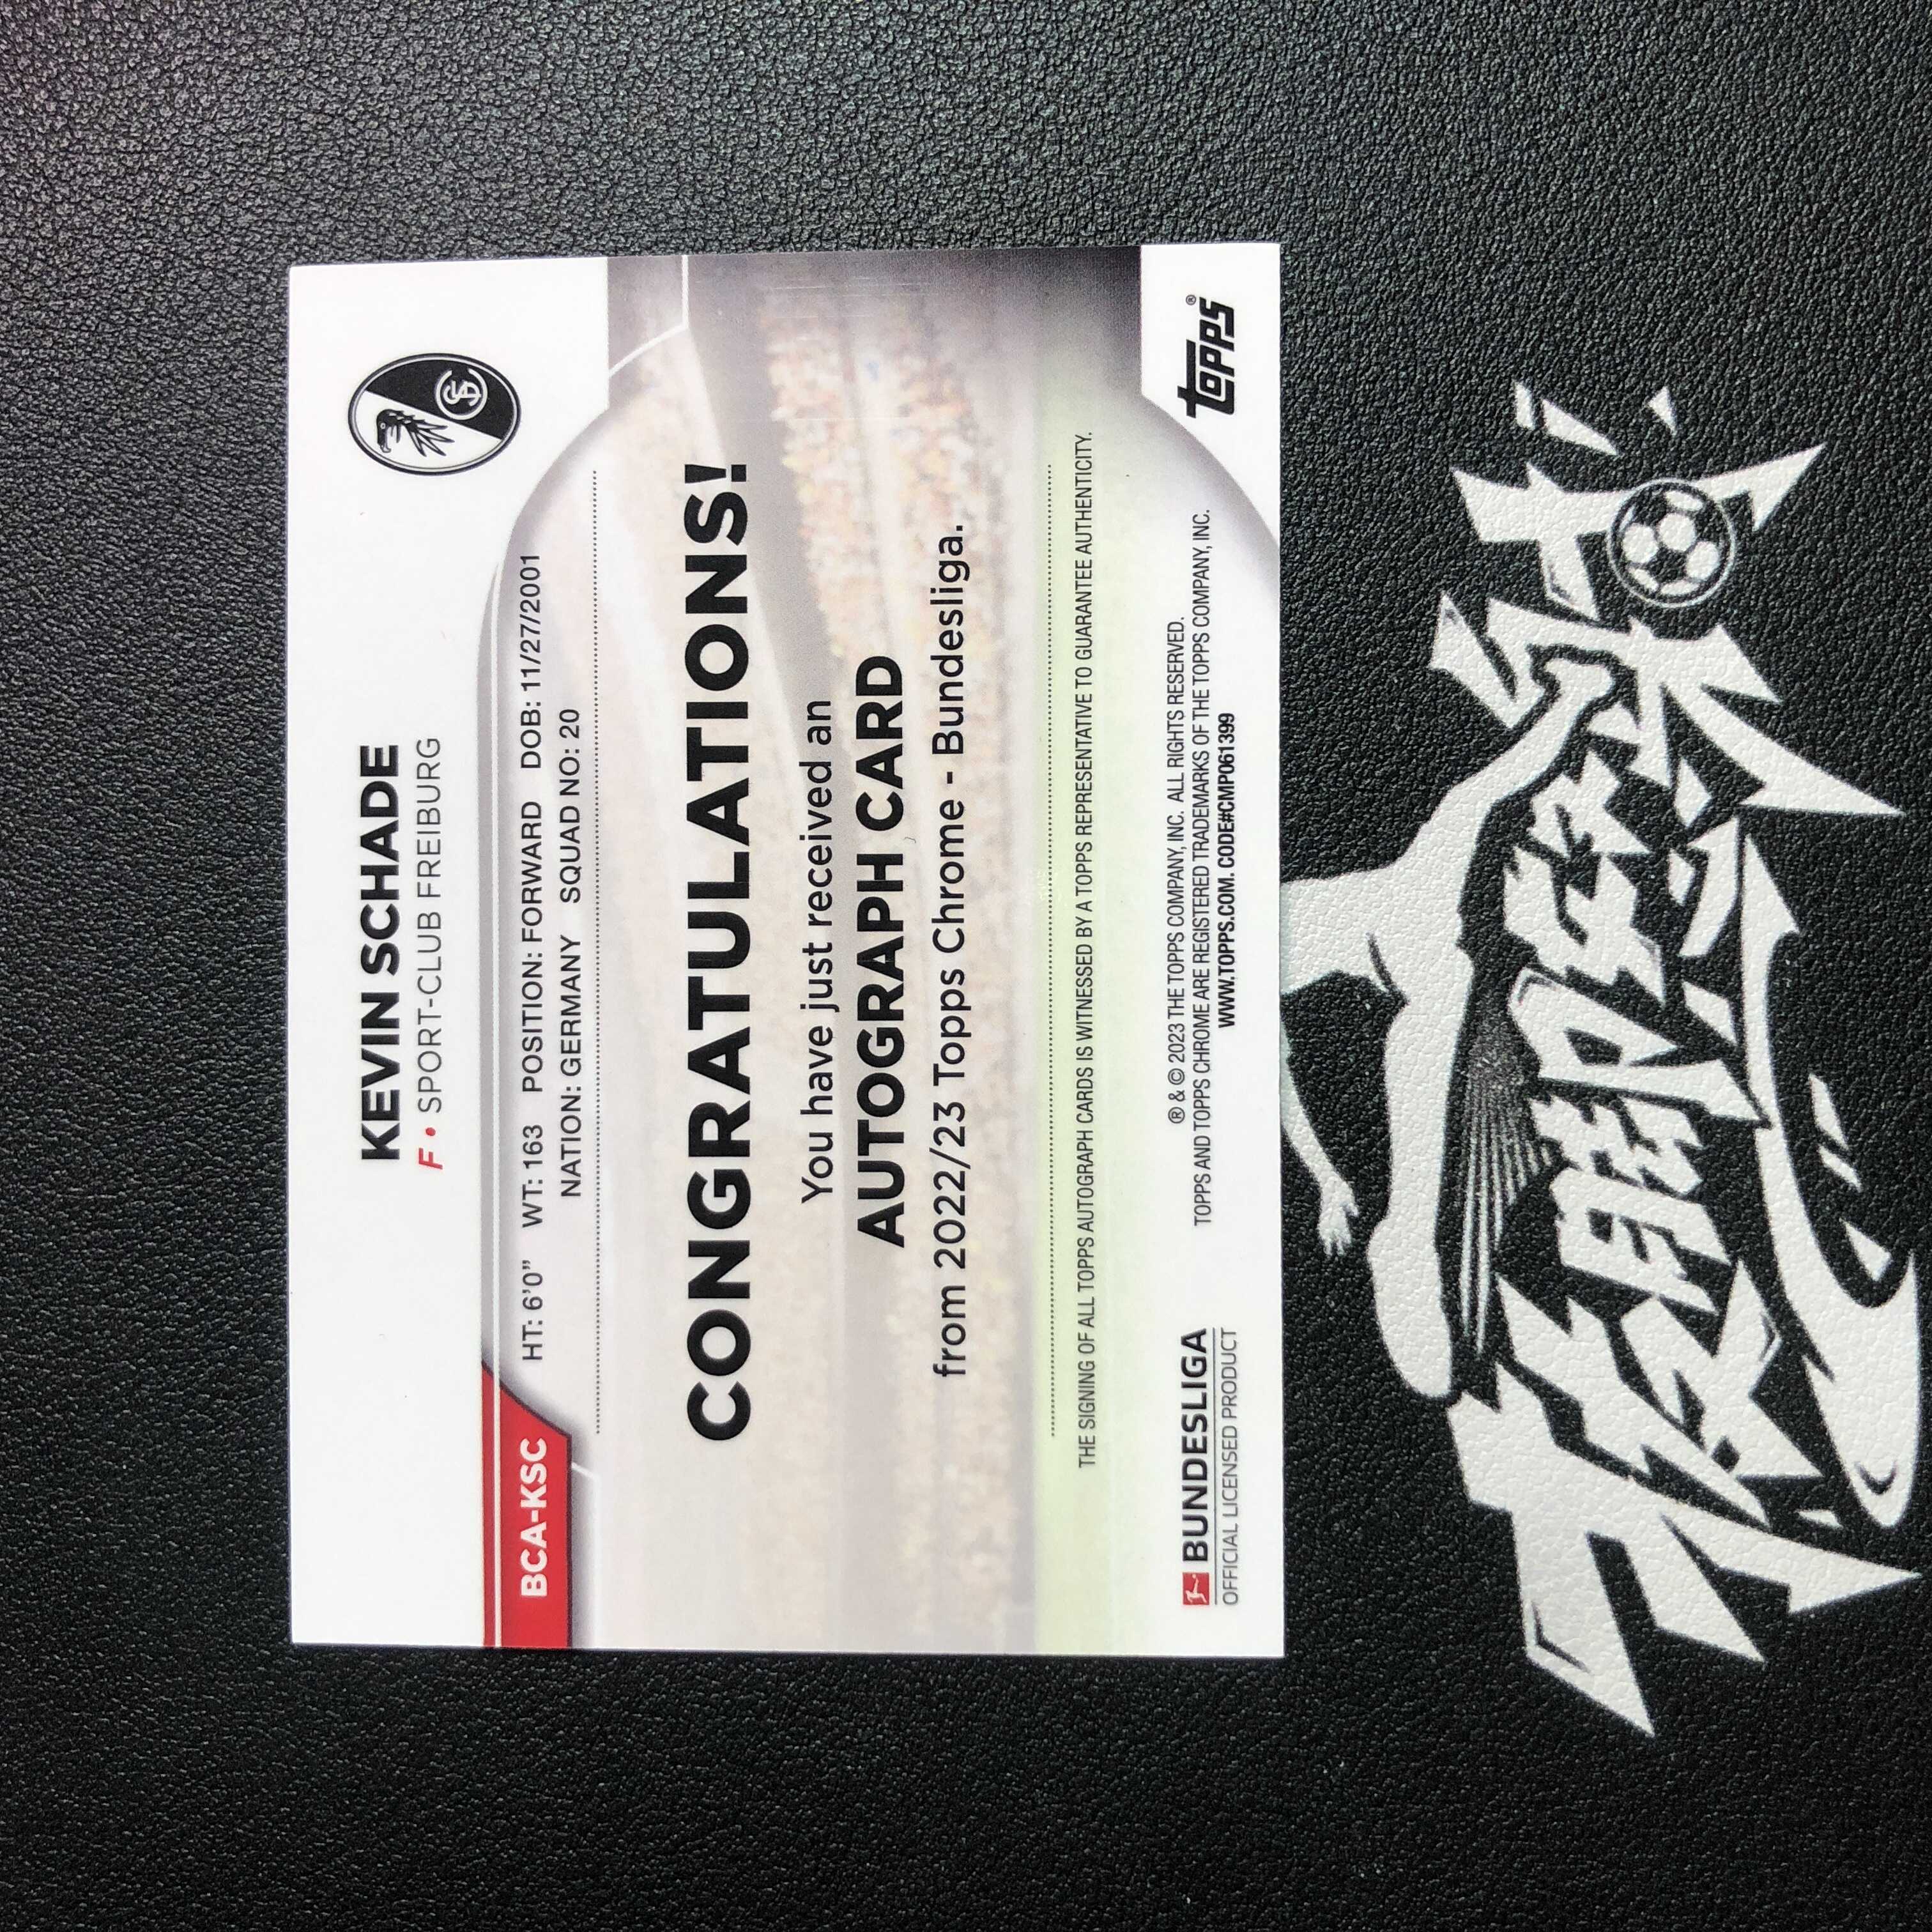 KEVIN SCHADE
F • SPORT-CLUB FREIBURG
BCA-KSC
HT: 6'0" WT: 163 POSITION: FORWARD DOB: 11/27/2001
NATION: GERMANY SQUAD NO: 20
CONGRATULATIONS!
You have just received an
AUTOGRAPH CARD
from 2022/23 Topps Chrome - Bundesliga.
THE SIGNING OF ALL TOPPS AUTOGRAPH CARDS IS WITNESSED BY A TOPPS REPRESENTATIVE TO GUARANTEE AUTHENTICITY.
BUNDESLIGA
OFFICIAL LICENSED PRODUCT
® & © 2023 THE TOPPS COMPANY, INC. ALL RIGHTS RESERVED.
TOPPS AND TOPPS CHROME ARE REGISTERED TRADEMARKS OF THE TOPPS COMPANY, INC.
WWW.TOPPS.COM. CODE#CMP061399
topps®